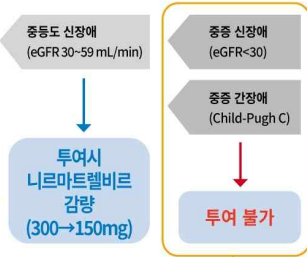 중등도 신장애
(eGFR 30~59 mL/min)
투여시
니르마트렐비르
감량
(300→150mg)
중증 신장애
(eGFR<30)
중증 간장애
(Child-Pugh C)
투여 불가